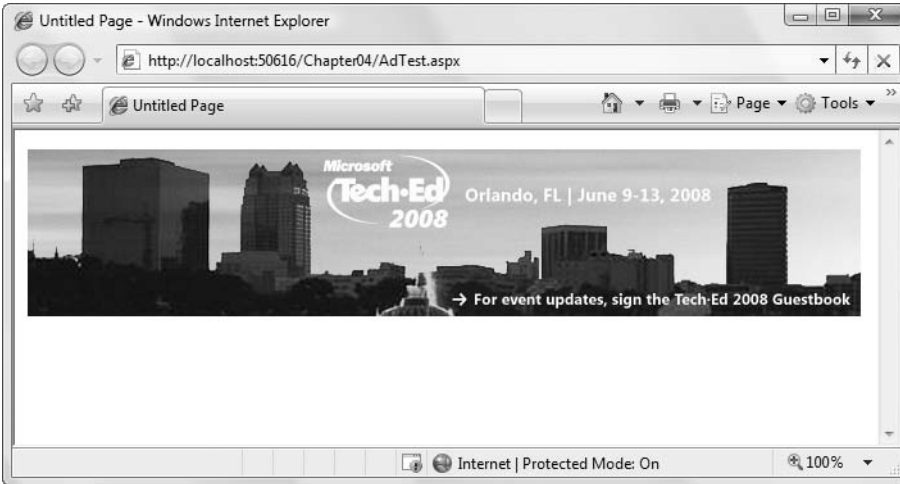 Untitled Page - Windows Internet Explorer
http://localhost:50616/Chapter04/AdTest.aspx
Untitled Page
Page
Tools
Microsoft
Tech·Ed
2008
Orlando, FL | June 9-13, 2008
→ For event updates, sign the Tech·Ed 2008 Guestbook
Internet | Protected Mode: On
100%